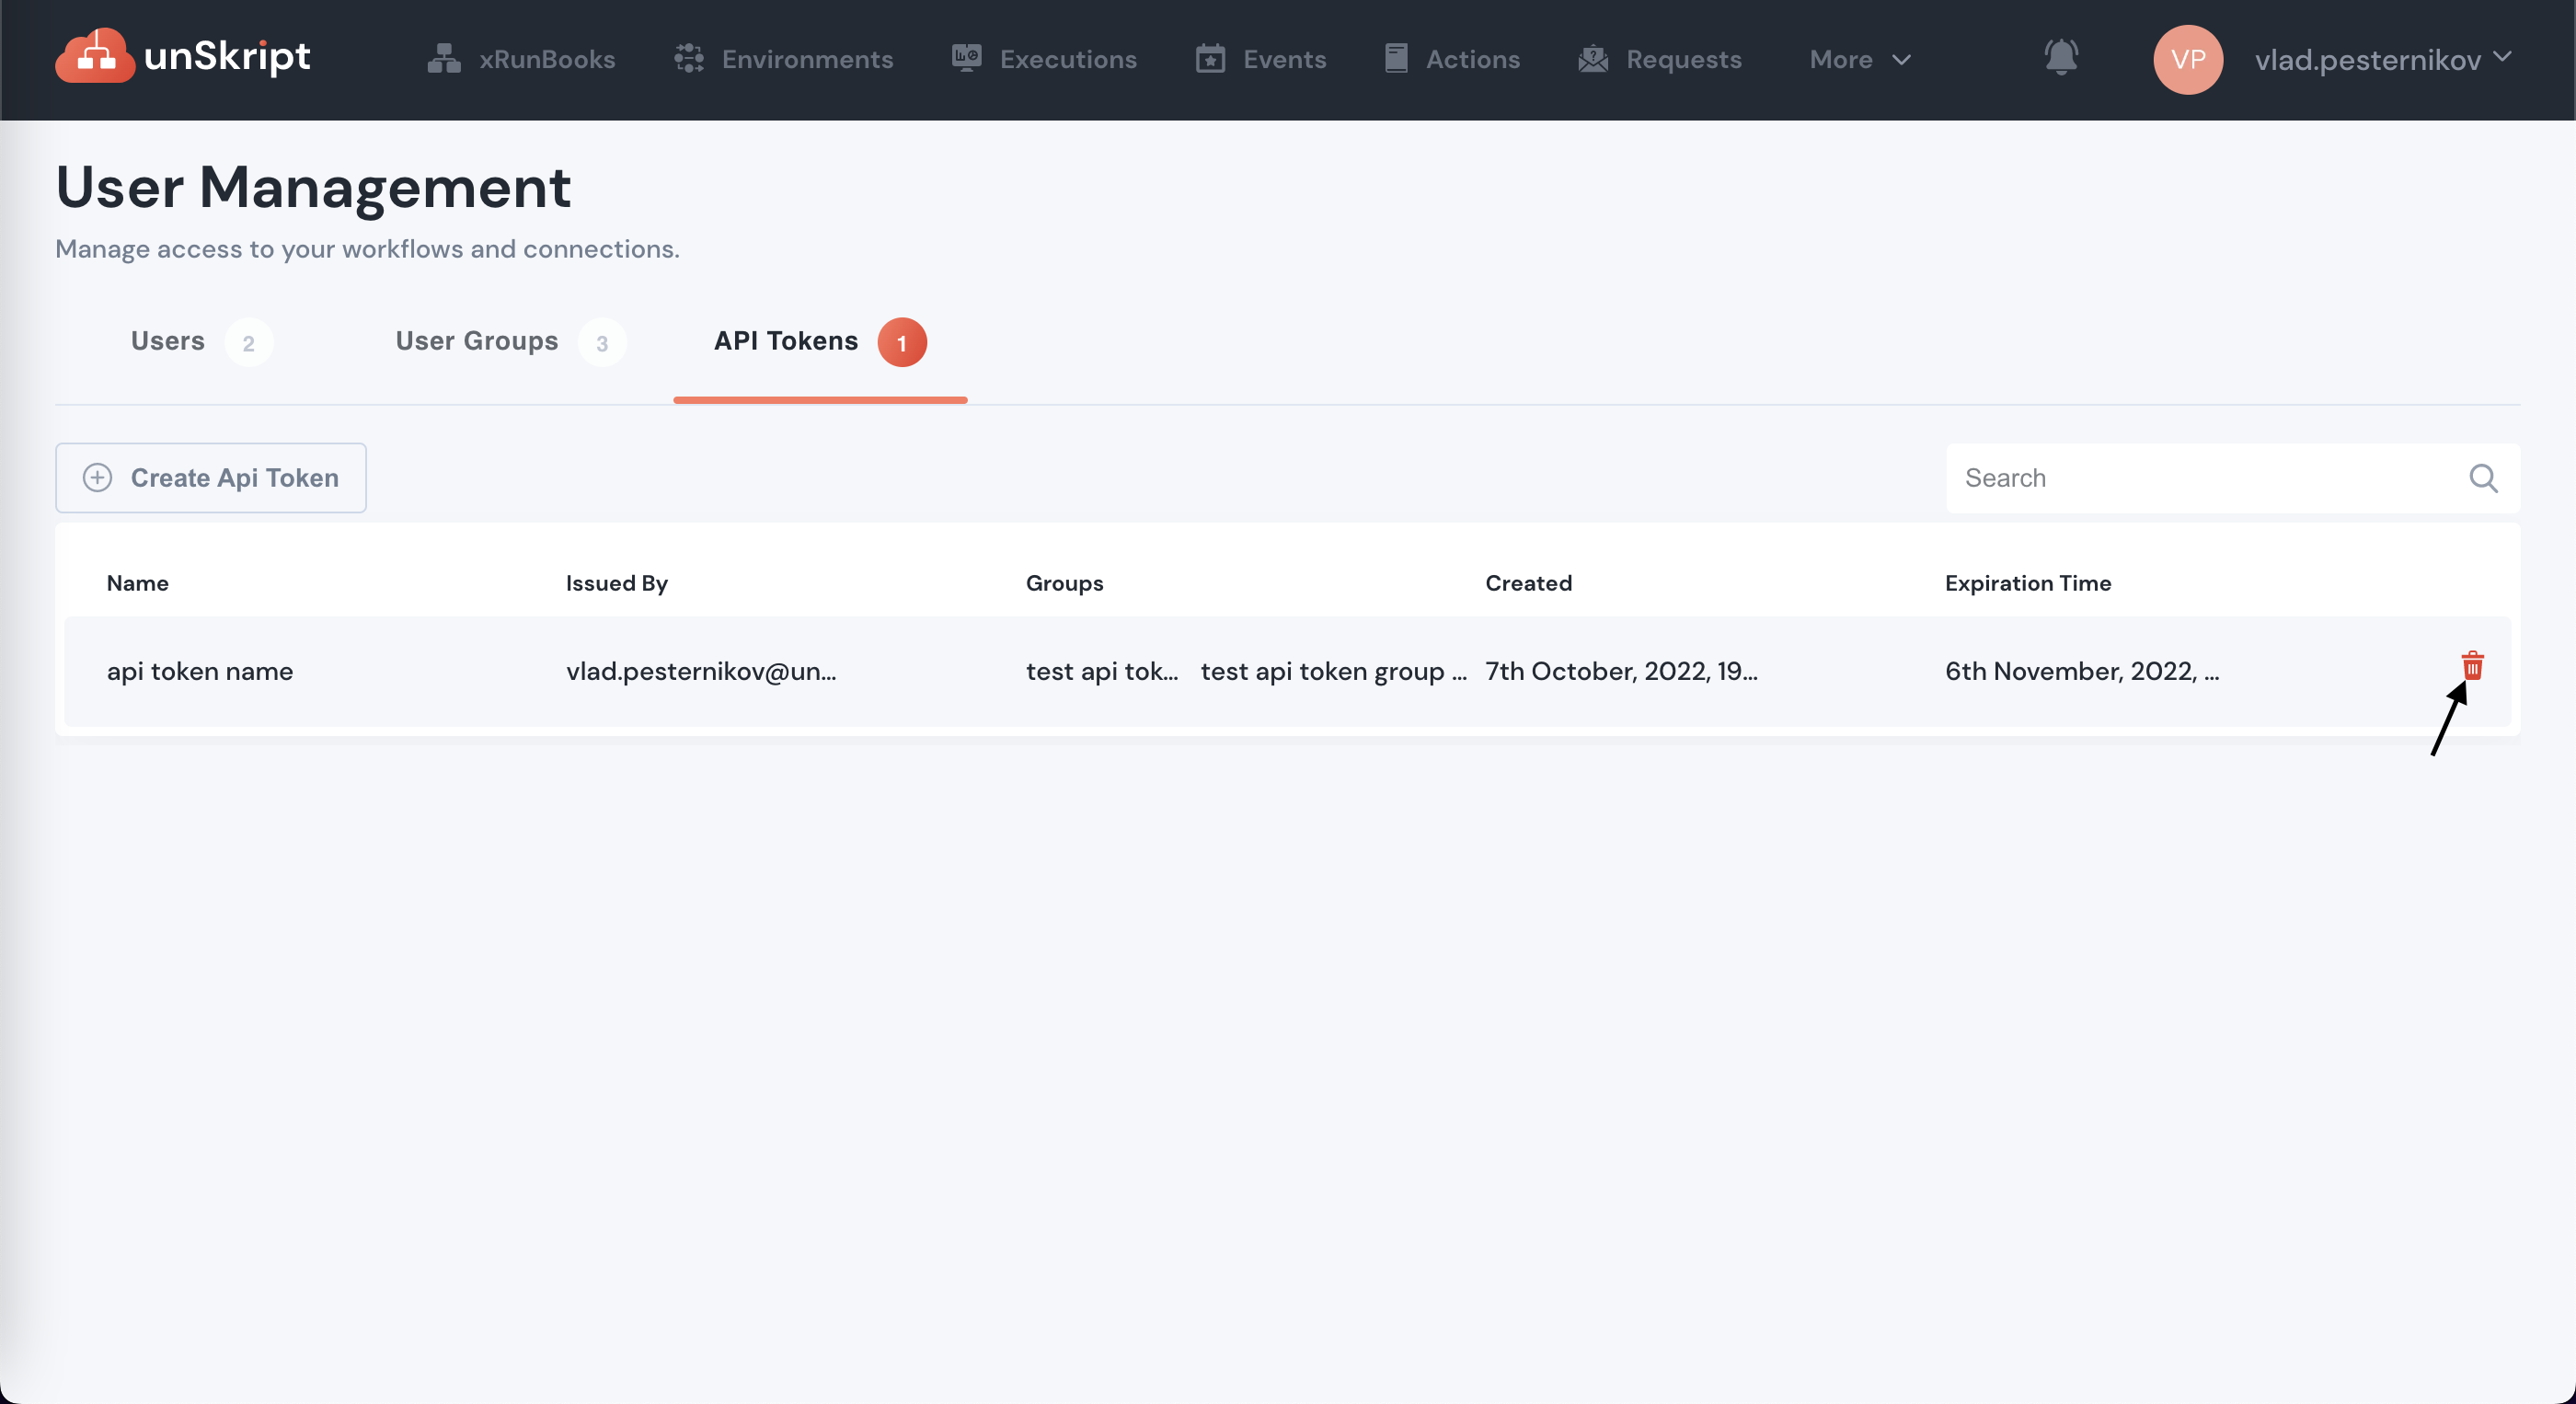 unSkript xRunBooks Environments Executions Events Actions Requests More VP vlad.pesternikov
User Management
Manage access to your workflows and connections.
Users 2 User Groups 3 API Tokens 1
Create Api Token Search
Name Issued By Groups Created Expiration Time
api token name vlad.pesternikov@un... test api tok... test api token group ... 7th October, 2022, 19... 6th November, 2022, ...